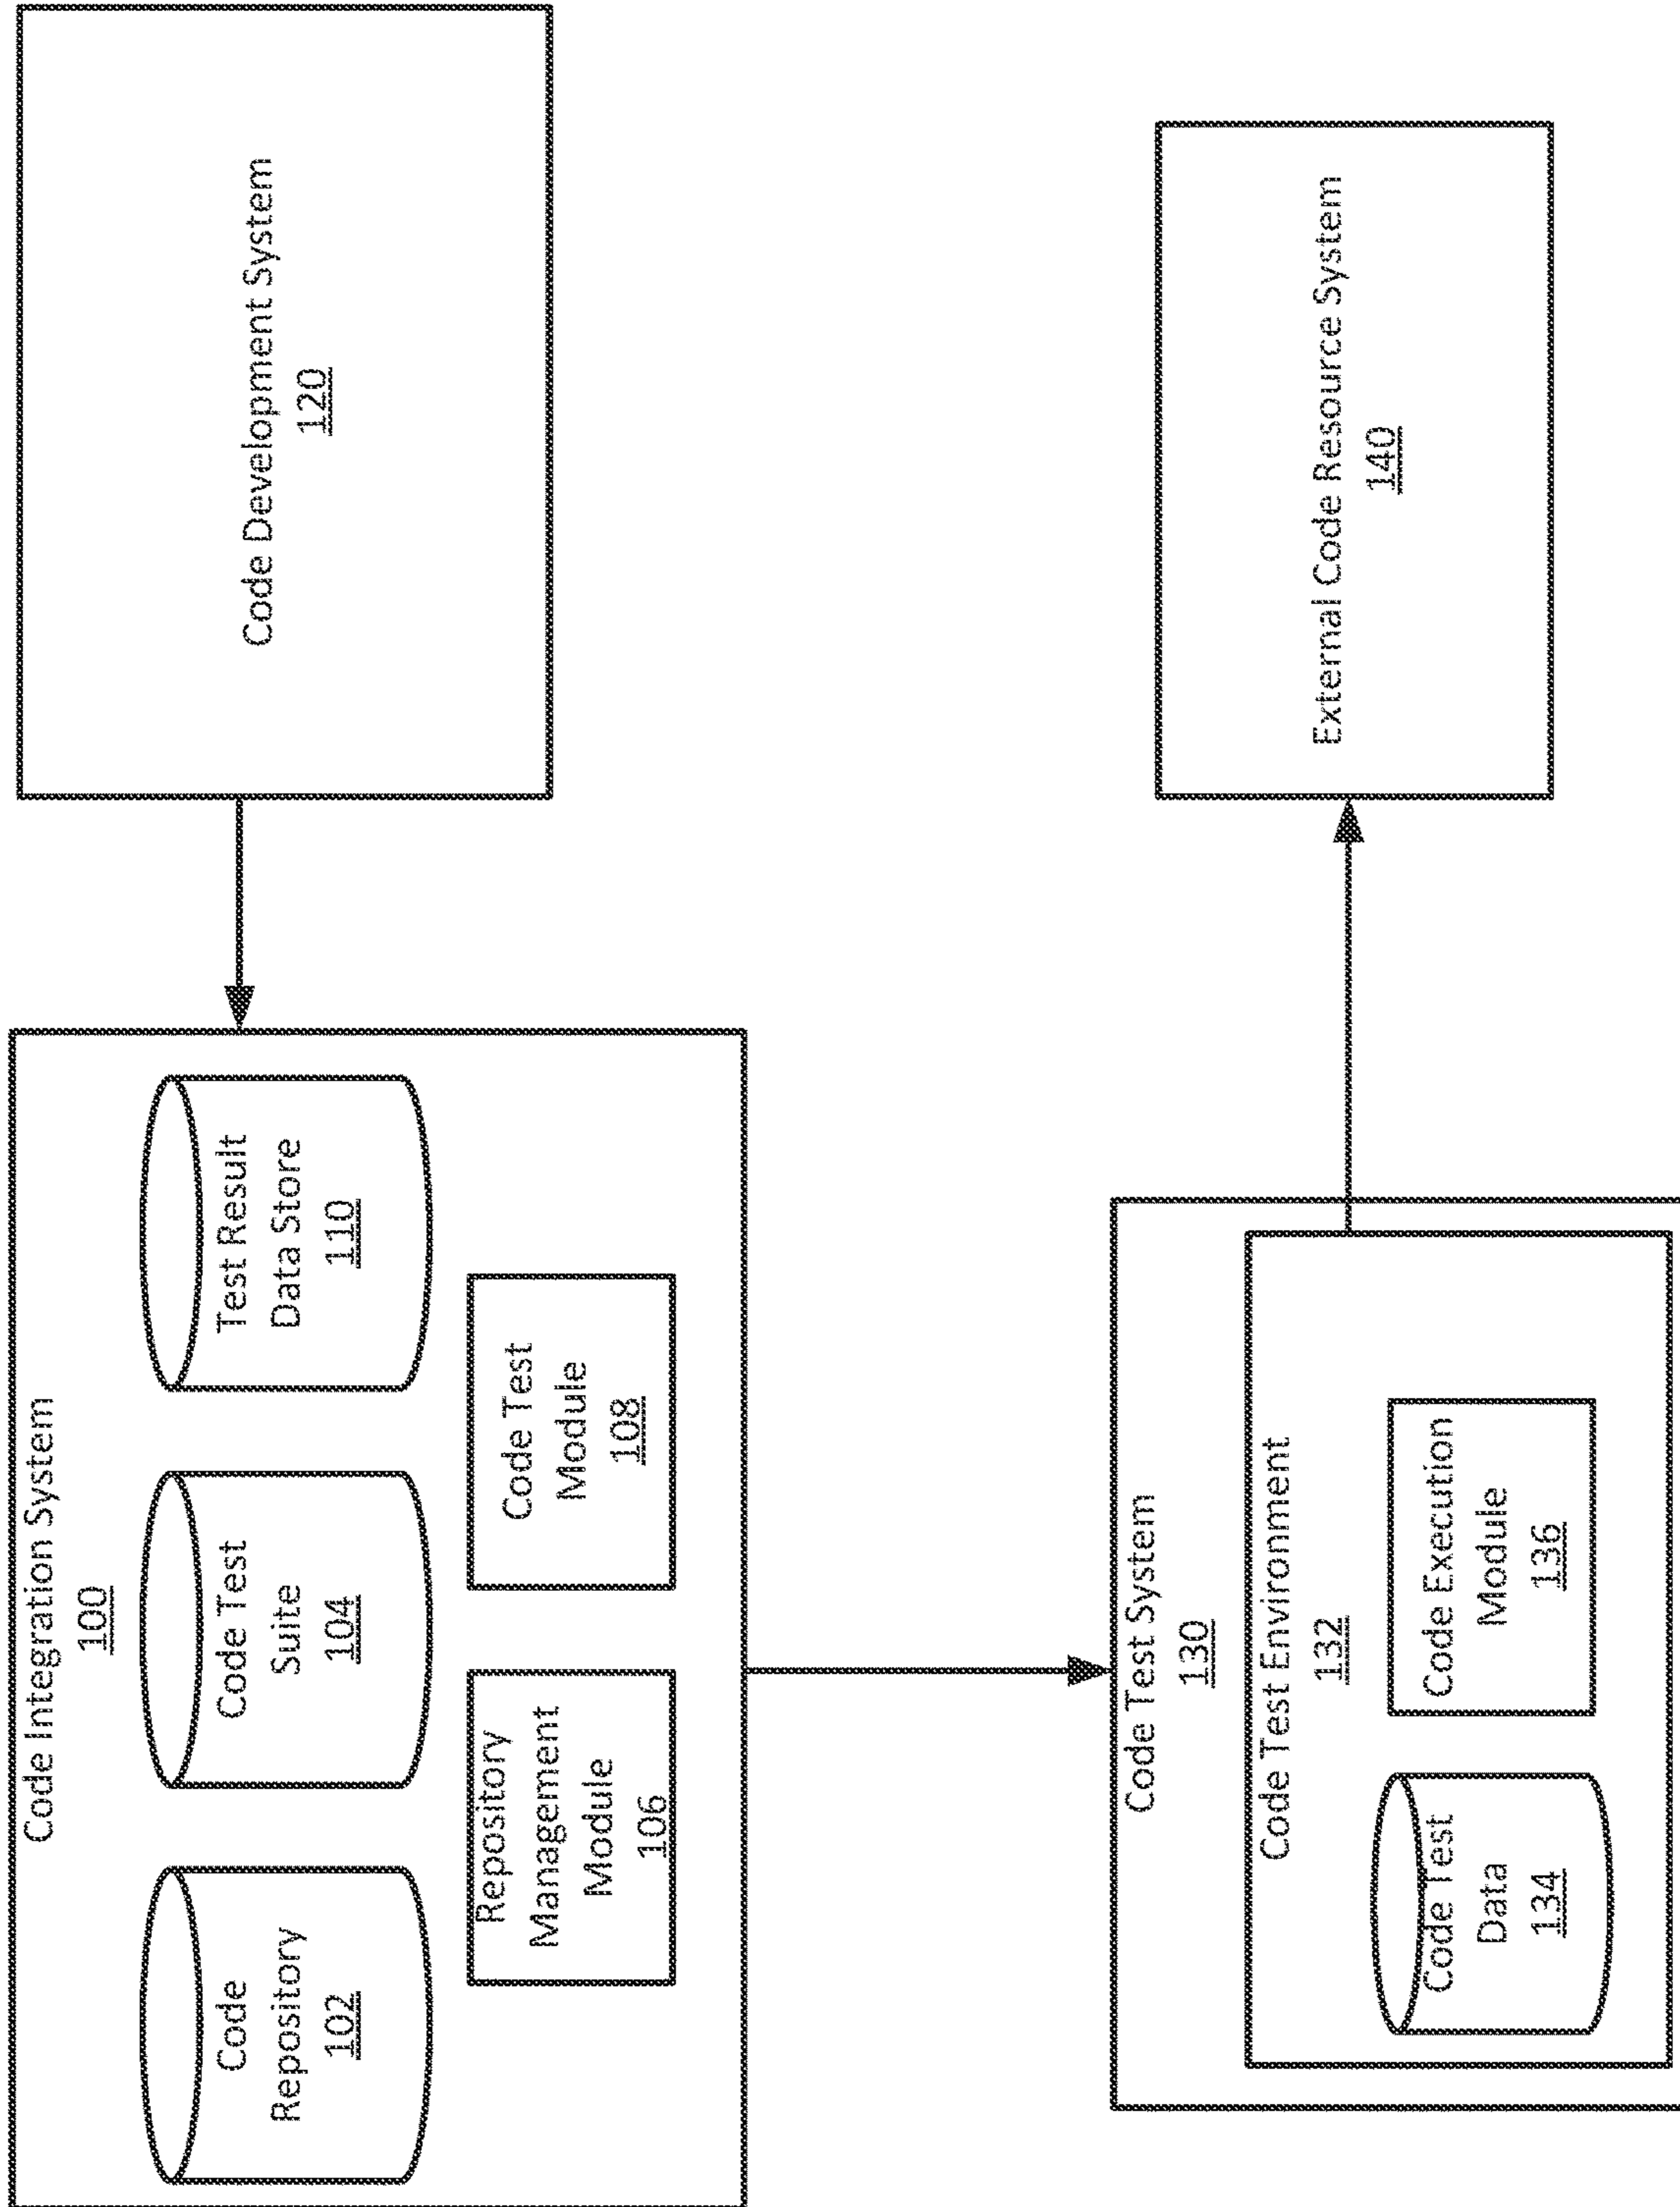 Code Integration System
100
Code
Repository
102
Code Test
Suite
104
Test Result
Data Store
110
Repository
Management
Module
106
Code Test
Module
108
Code Development System
120
Code Test System
130
Code Test Environment
132
Code Test
Data
134
Code Execution
Module
136
External Code Resource System
140